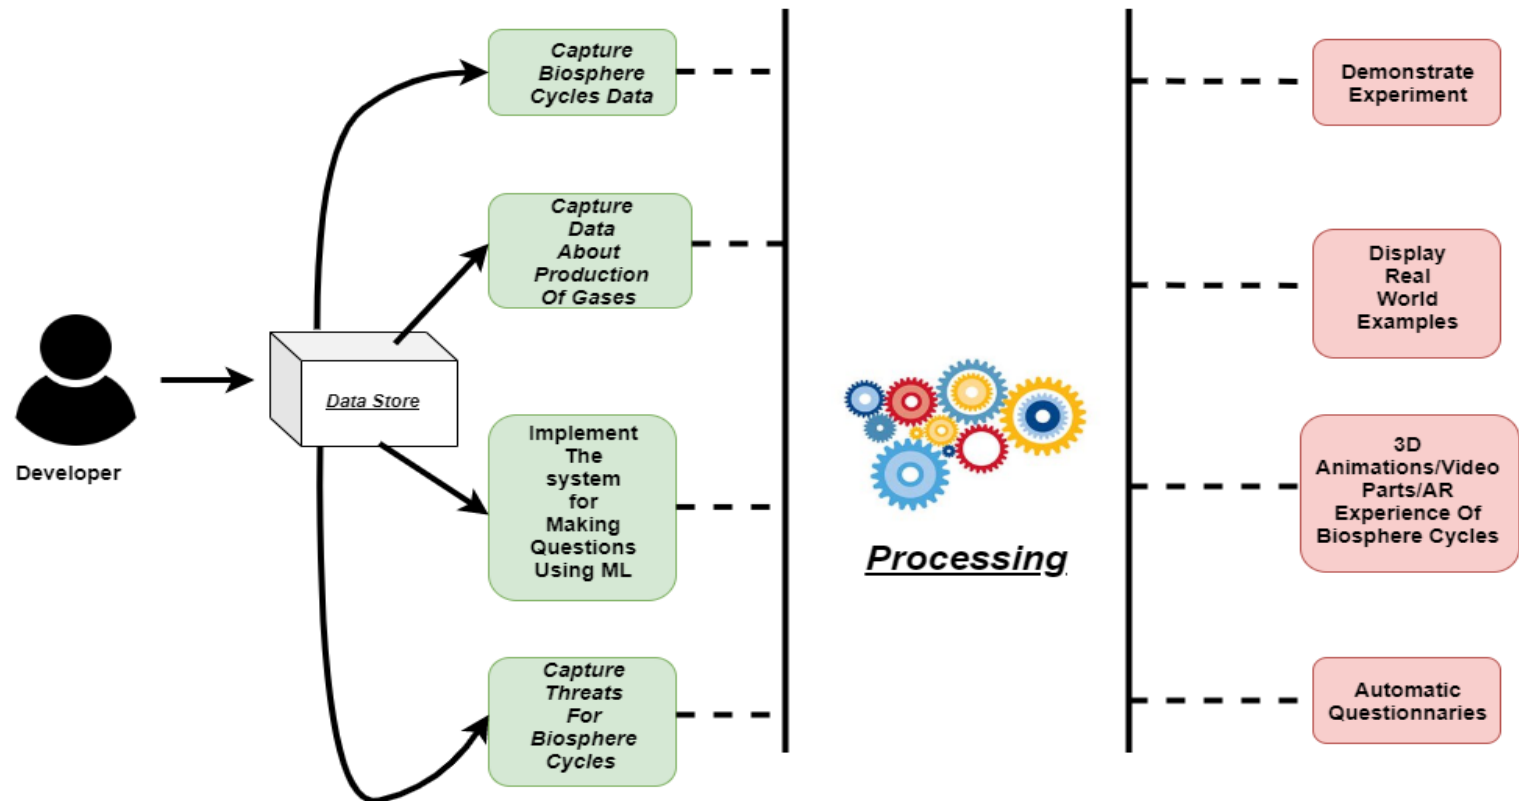 Capture
Biosphere
Cycles Data
Capture
Data
About
Production
Of Gases
Developer
Data Store
Implement
The
system
for
Making
Questions
Using ML
Capture
Threats
For
Biosphere
Cycles
Processing
Demonstrate
Experiment
Display
Real
World
Examples
3D
Animations/Video
Parts/AR
Experience Of
Biosphere Cycles
Automatic
Questionnaries